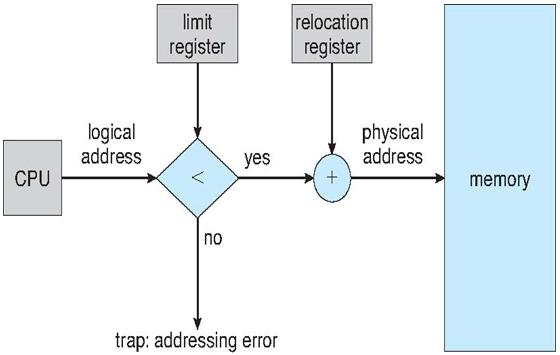 limit
register
relocation
register
logical
address
yes
physical
address
CPU
<
+
memory
no
trap: addressing error